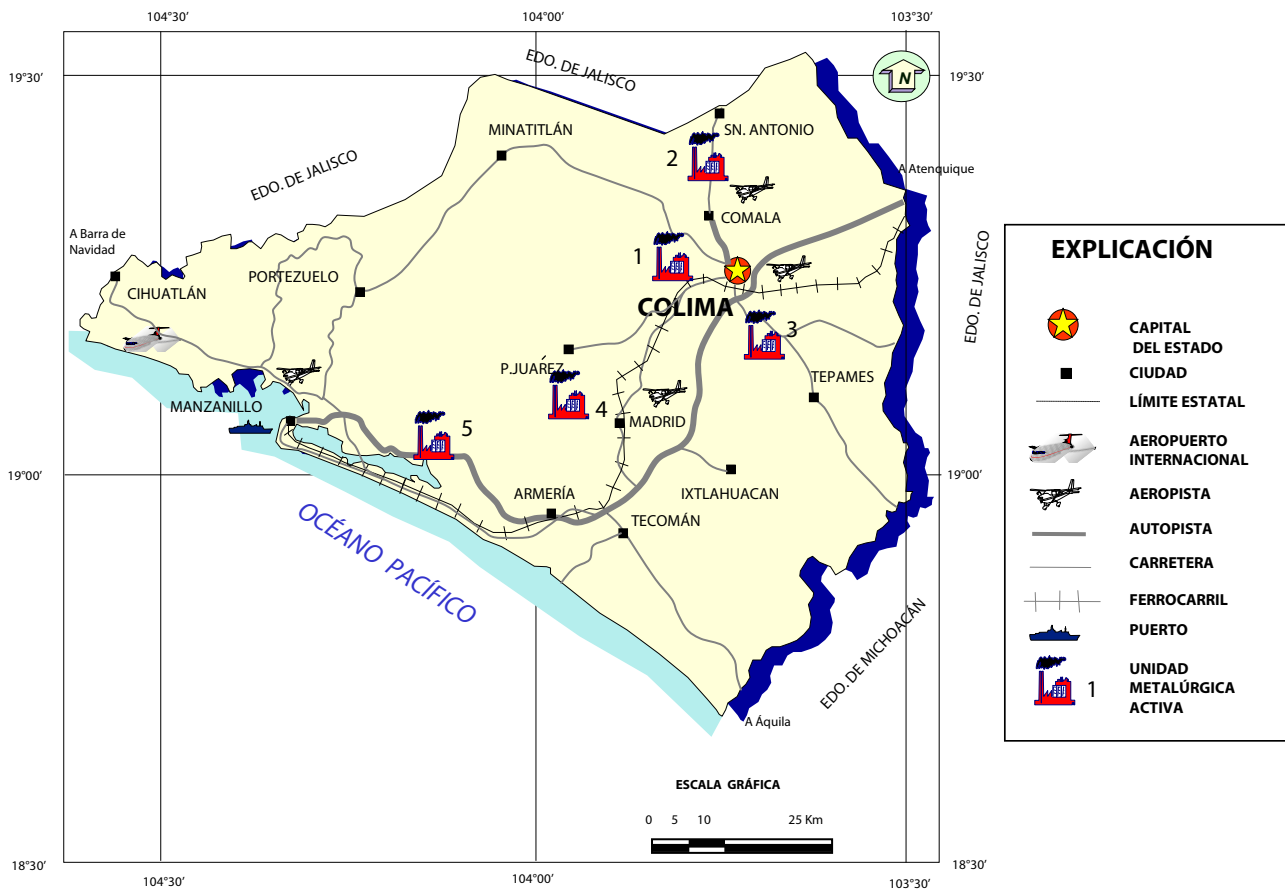 104°30’
104°00’
103°30’
19°30’
19°30’
EDO. DE JALISCO
MINATITLÁN
SN. ANTONIO
2
EDO. DE JALISCO
A Atenquique
COMALA
A Barra de
Navidad
PORTEZUELO
1
CIHUATLÁN
COLIMA
EDO. DE JALISCO
3
P.JUÁREZ
TEPAMES
MANZANILLO
4
MADRID
5
19°00’
19°00’
ARMERÍA
IXTLAHUACAN
TECOMÁN
OCÉANO PACÍFICO
EDO. DE MICHOACÁN
A Áquila
ESCALA GRÁFICA
0 5 10 25 Km
18°30’
18°30’
104°30’
104°00’
103°30’
N
EXPLICACIÓN
CAPITAL
DEL ESTADO
CIUDAD
LÍMITE ESTATAL
AEROPUERTO
INTERNACIONAL
AEROPISTA
AUTOPISTA
CARRETERA
FERROCARRIL
PUERTO
1
UNIDAD
METALÚRGICA
ACTIVA